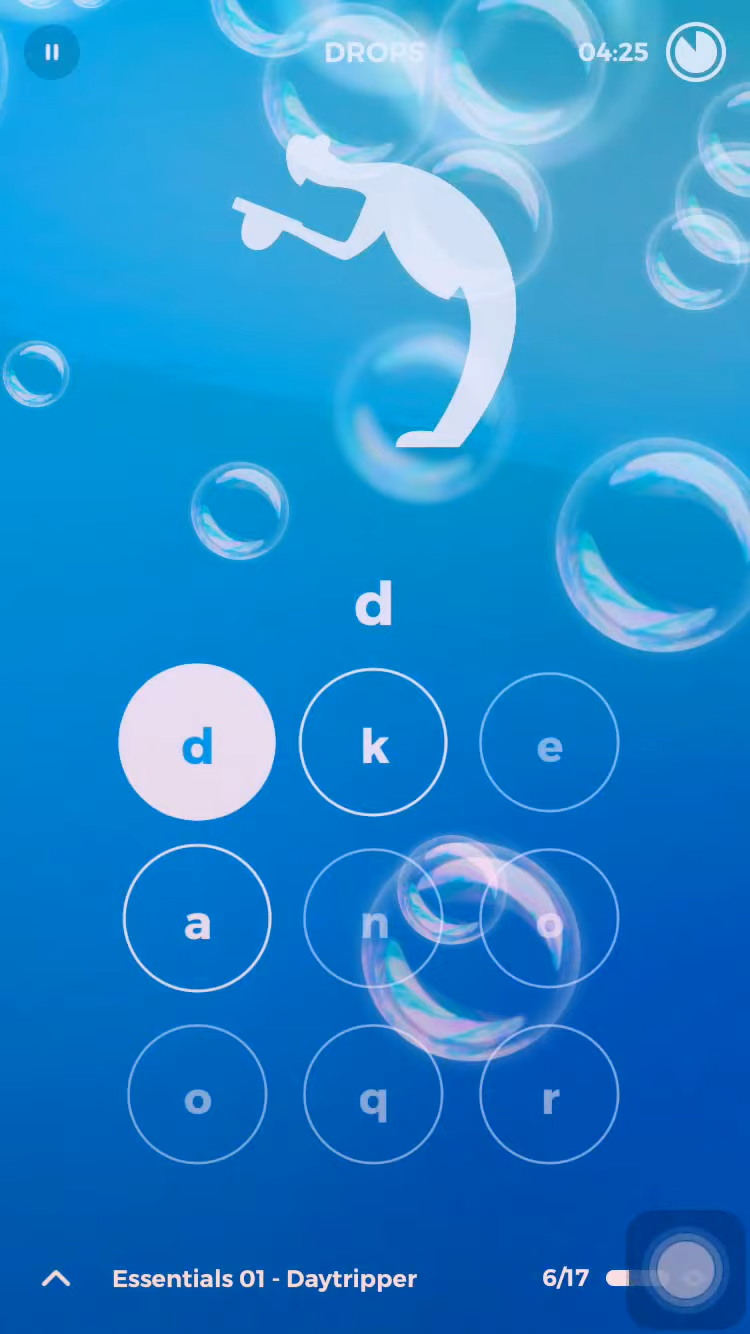 DROPS 04:25
d
d k e
a n o
o q r
Essentials 01 - Daytripper 6/17